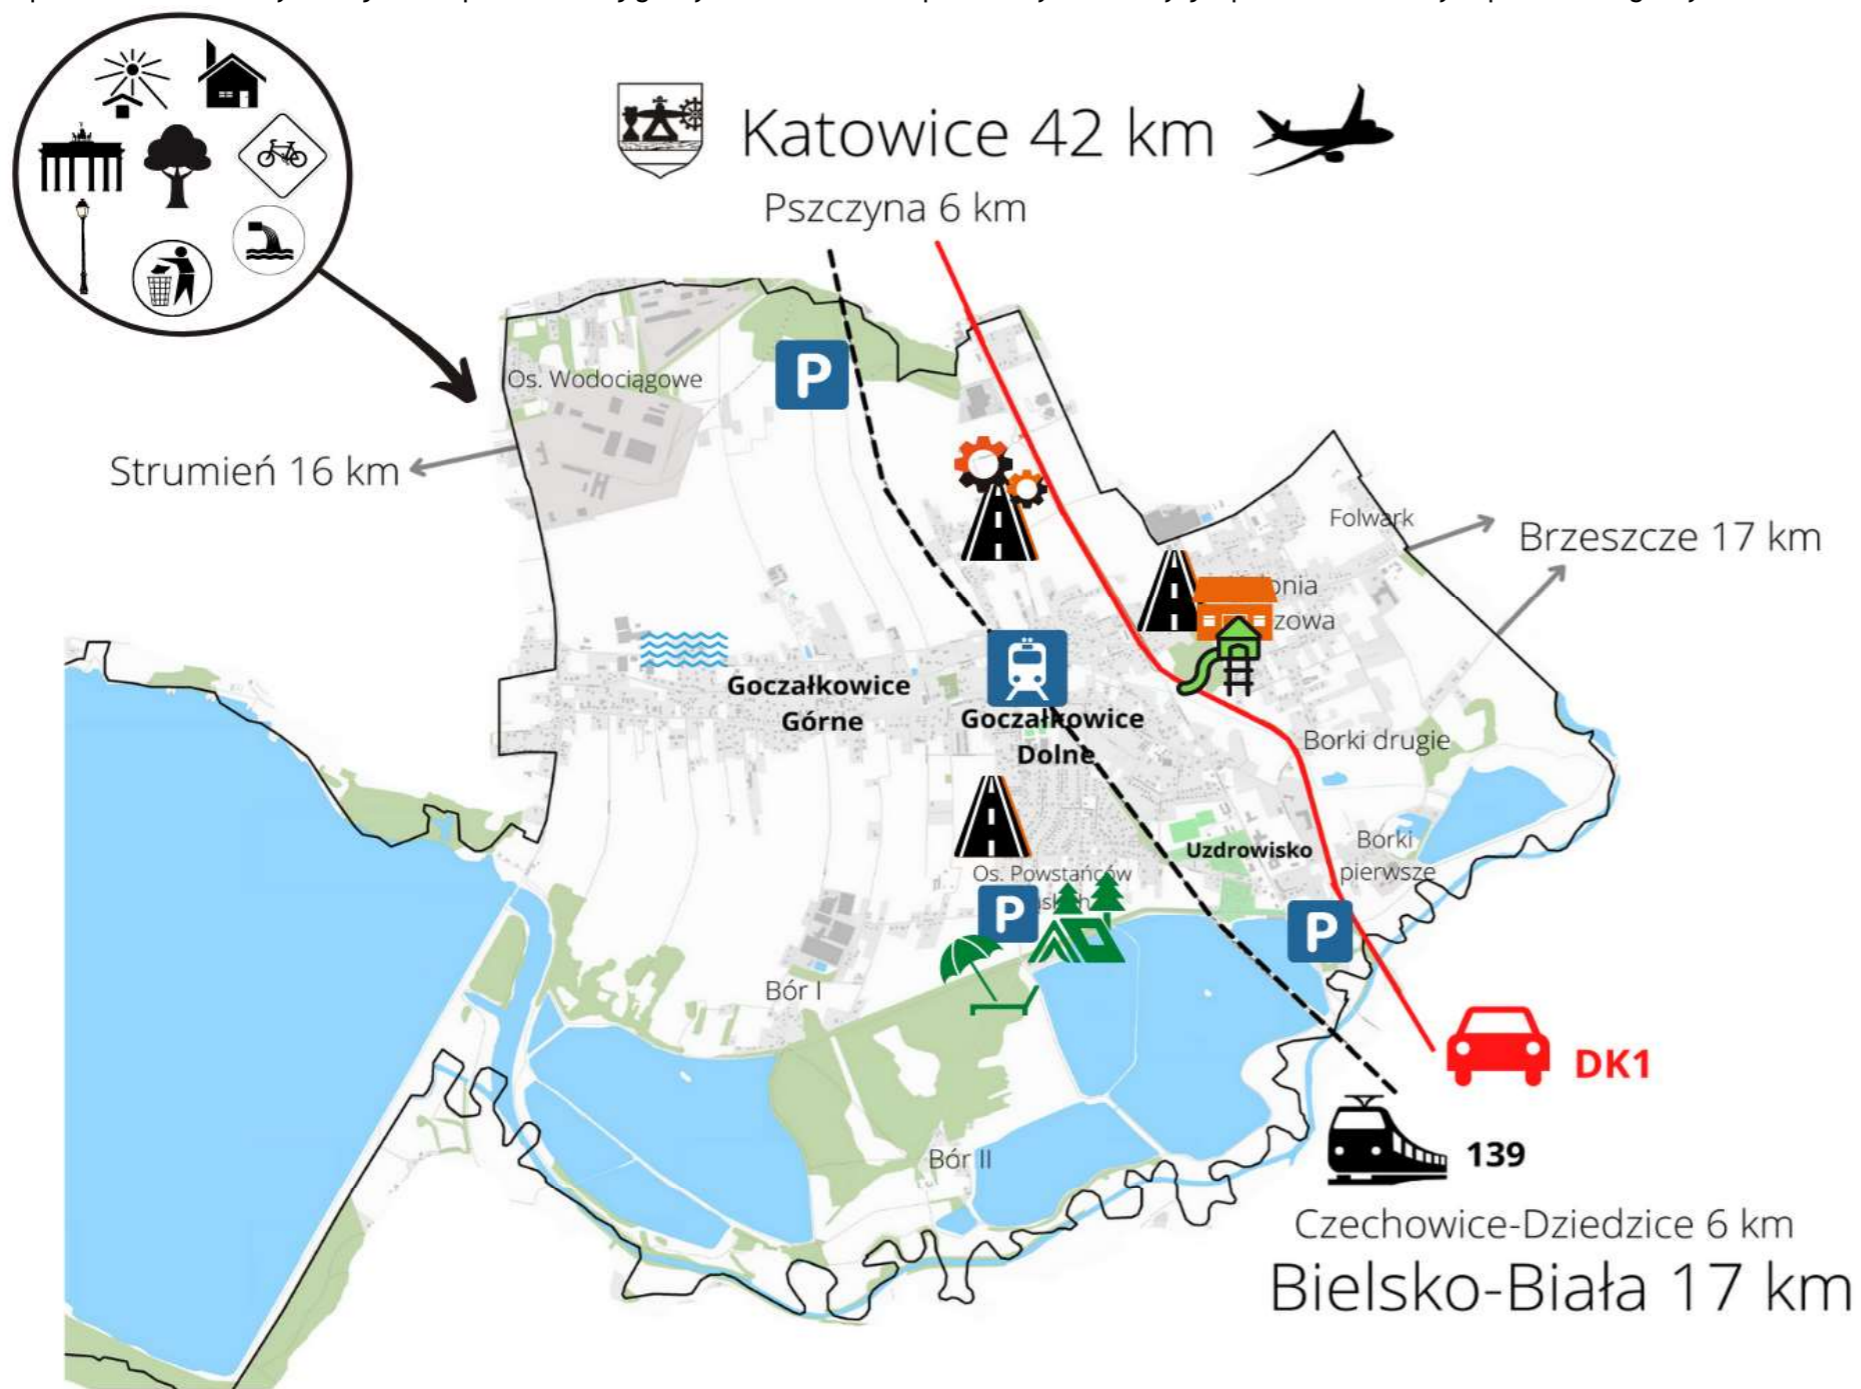 Katowice 42 km
Pszczyna 6 km
P
Os. Wodociągowe
Strumień 16 km
Folwark
Brzeszcze 17 km
onia
zowa
Goczałkowice
Górne
Goczałkowice
Dolne
Borki drugie
Uzdrowisko
Borki
pierwsze
Os. Powstańców
P
P
Bór I
DK1
Bór II
139
Czechowice-Dziedzice 6 km
Bielsko-Biała 17 km